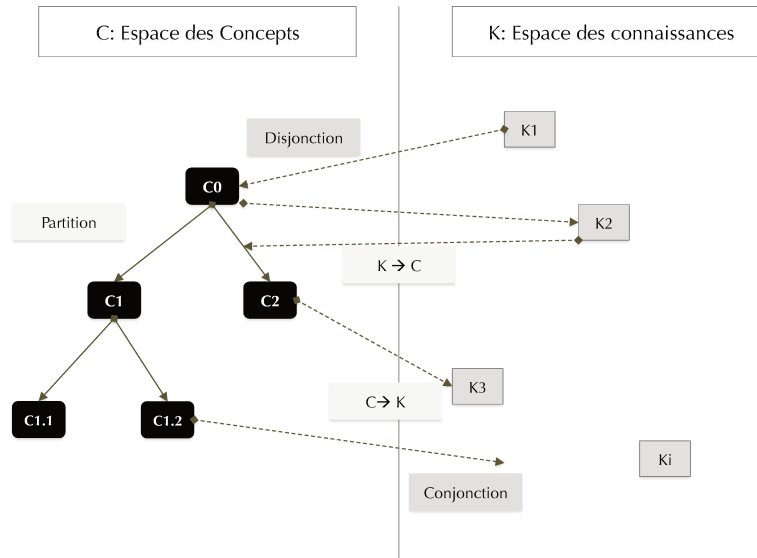 C: Espace des Concepts
K: Espace des connaissances
K1
Disjonction
C0
Partition
K2
K → C
C1
C2
K3
C→ K
C1.1
C1.2
Ki
Conjonction